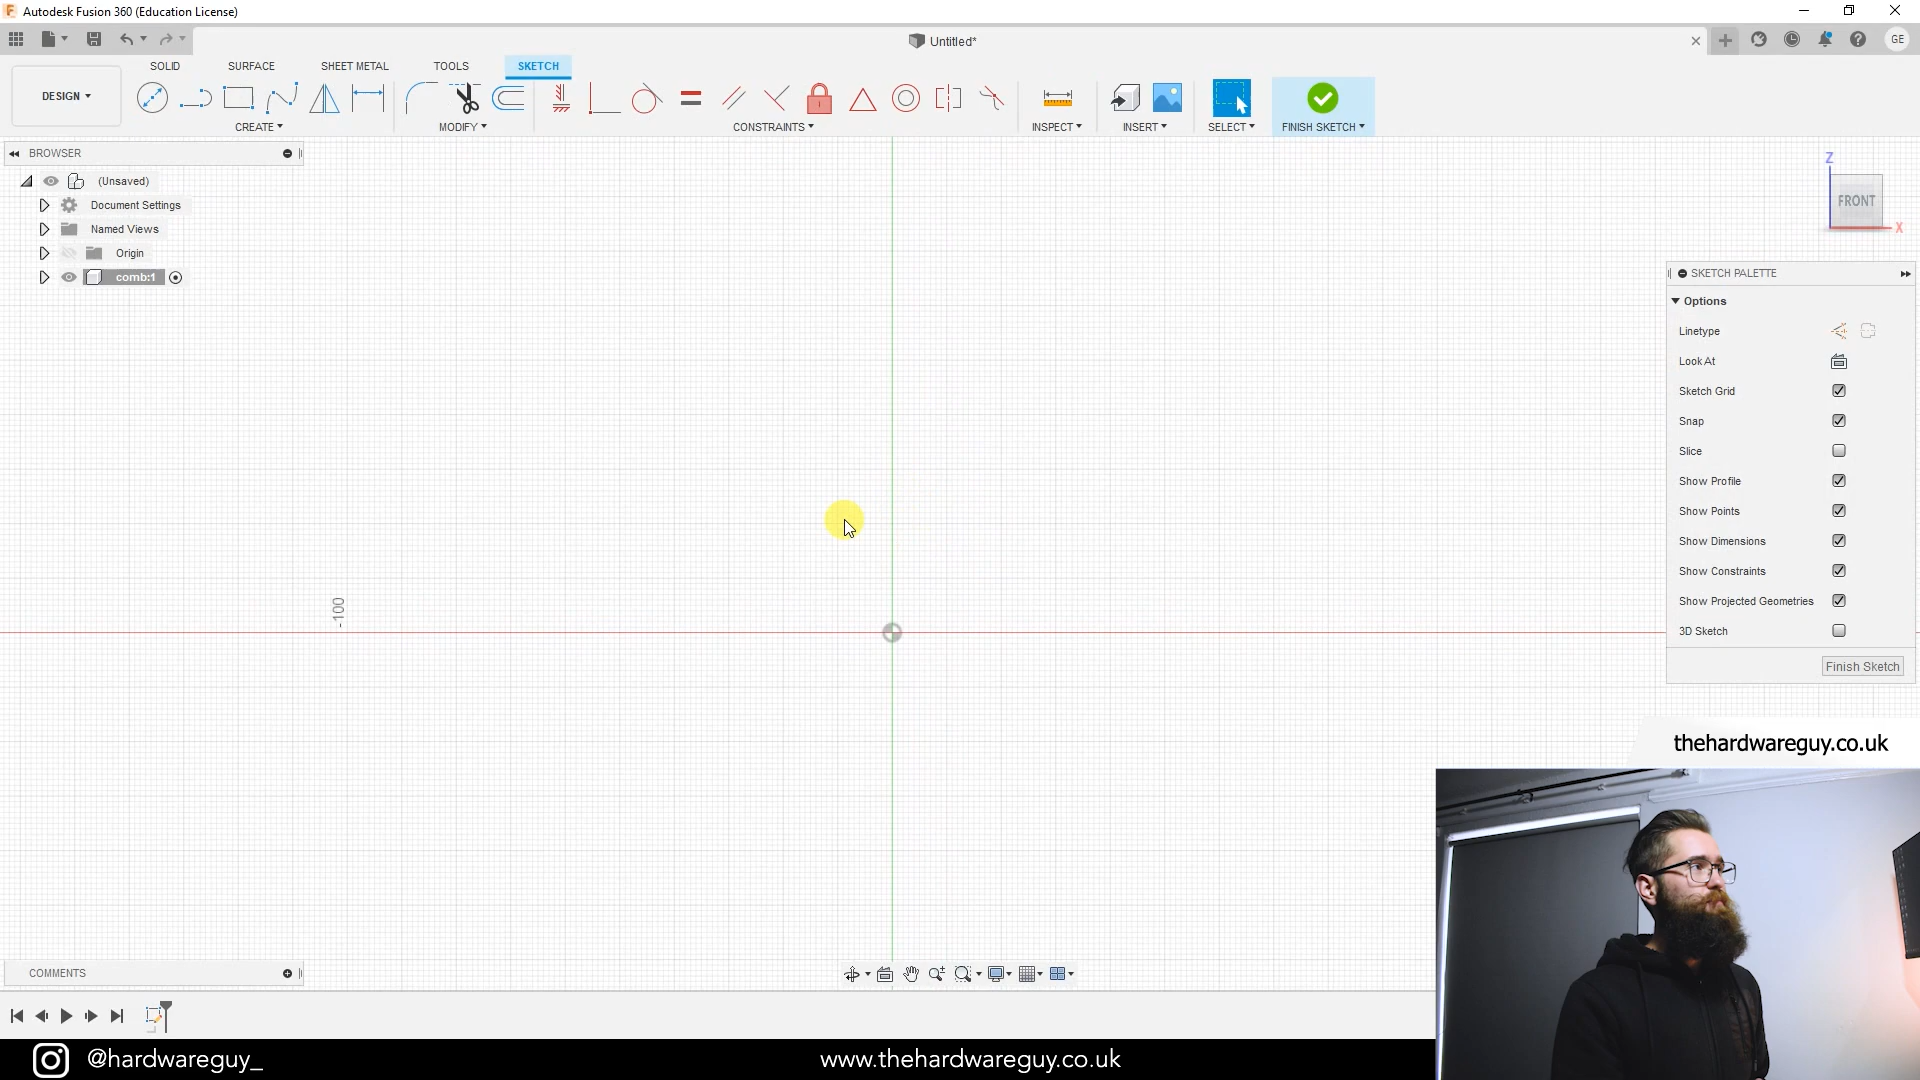 Autodesk Fusion 360 (Education License)
Untitled*
GE
SOLID SURFACE SHEET METAL TOOLS SKETCH
DESIGN
CREATE MODIFY CONSTRAINTS INSPECT INSERT SELECT FINISH SKETCH
BROWSER
(Unsaved)
Document Settings
Named Views
Origin
comb:1
Z
FRONT
X
SKETCH PALETTE
Options
Linetype
Look At
Sketch Grid
Snap
Slice
Show Profile
Show Points
Show Dimensions
Show Constraints
Show Projected Geometries
3D Sketch
Finish Sketch
-100
thehardwareguy.co.uk
COMMENTS
@hardwareguy_
www.thehardwareguy.co.uk